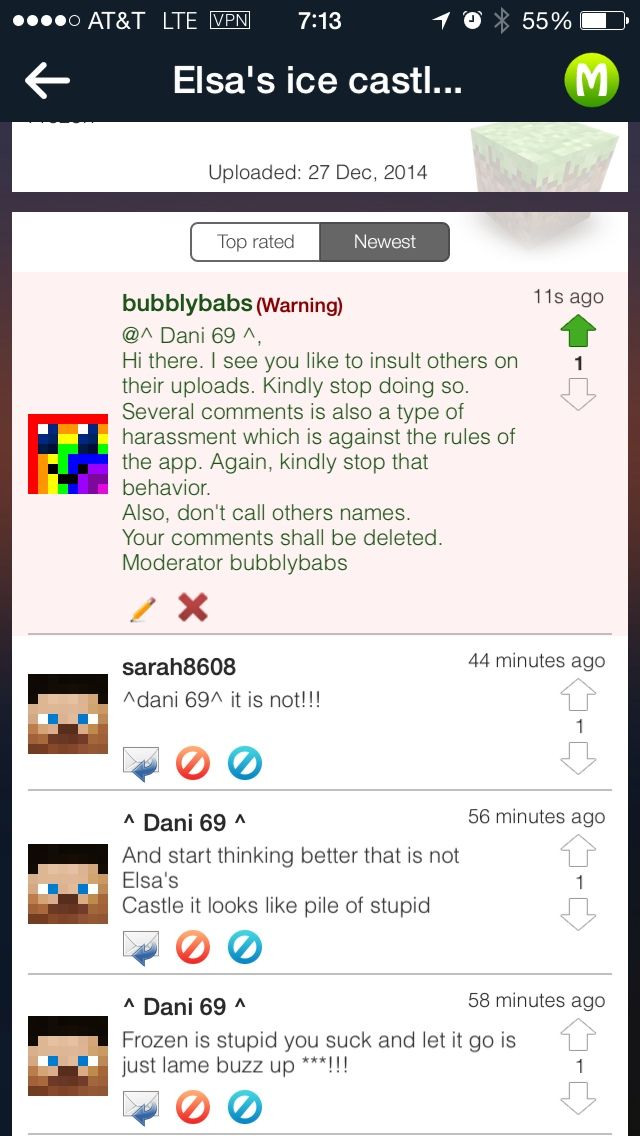 AT&T LTE VPN 7:13 55%
Elsa's ice castl...
M
Uploaded: 27 Dec, 2014
Top rated Newest
bubblybabs (Warning) 11s ago
@^ Dani 69 ^,
Hi there. I see you like to insult others on
their uploads. Kindly stop doing so.
Several comments is also a type of
harassment which is against the rules of
the app. Again, kindly stop that
behavior.
Also, don't call others names.
Your comments shall be deleted.
Moderator bubblybabs
1
sarah8608 44 minutes ago
^dani 69^ it is not!!!
1
^ Dani 69 ^ 56 minutes ago
And start thinking better that is not
Elsa's
Castle it looks like pile of stupid
1
^ Dani 69 ^ 58 minutes ago
Frozen is stupid you suck and let it go is
just lame buzz up ***!!!
1